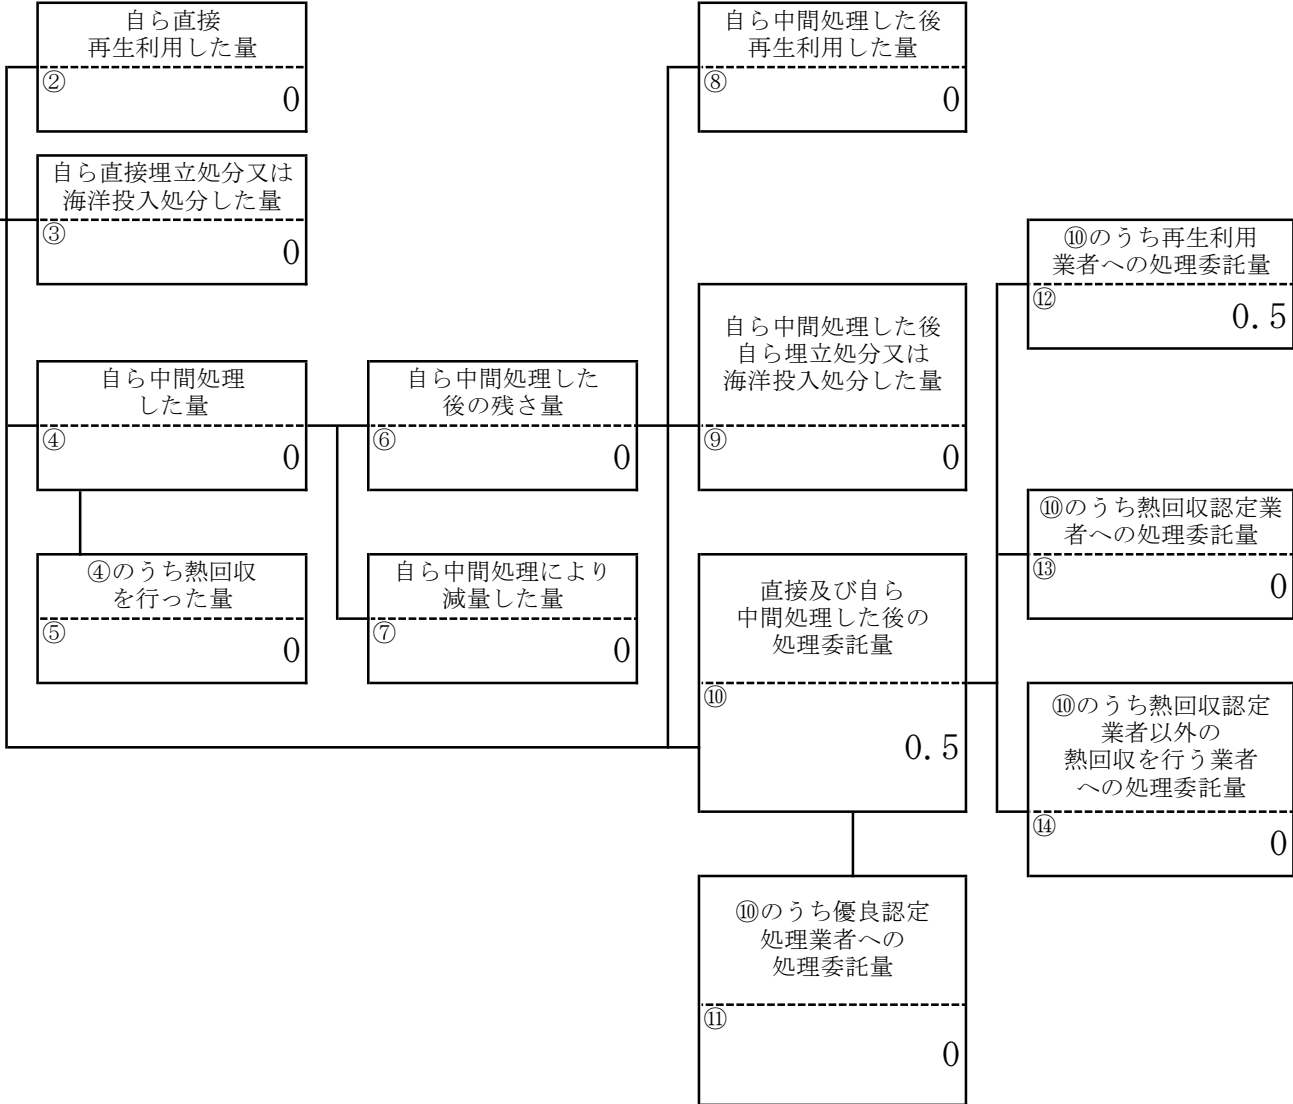 自ら直接
再生利用した量
②
0
自ら直接埋立処分又は
海洋投入処分した量
③
0
自ら中間処理
した量
④
0
④のうち熱回収
を行った量
⑤
0
自ら中間処理した
後の残さ量
⑥
0
自ら中間処理により
減量した量
⑦
0
自ら中間処理した後
再生利用した量
⑧
0
自ら中間処理した後
自ら埋立処分又は
海洋投入処分した量
⑨
0
直接及び自ら
中間処理した後の
処理委託量
⑩
0.5
⑩のうち優良認定
処理業者への
処理委託量
⑪
0
⑩のうち再生利用
業者への処理委託量
⑫
0.5
⑩のうち熱回収認定業
者への処理委託量
⑬
0
⑩のうち熱回収認定
業者以外の
熱回収を行う業者
への処理委託量
⑭
0